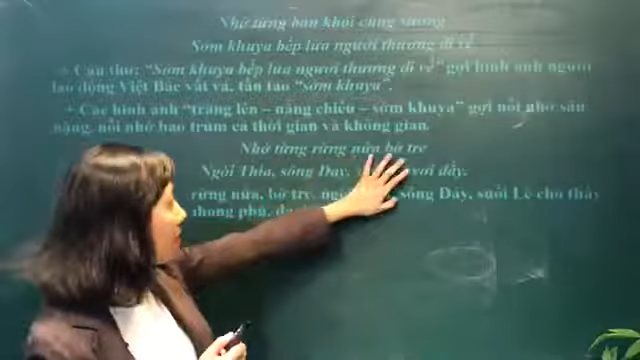 Nhớ từng bản khói cùng sương
Sớm khuya bếp lửa người thương đi về
+ Câu thơ: “Sớm khuya bếp lửa người thương đi về” gợi hình ảnh người
lao động Việt Bắc vất vả, tần tảo “Sớm khuya”.
+ Các hình ảnh “trăng lên – nắng chiều – sớm khuya” gợi nỗi nhớ sâu
nặng, nỗi nhớ bao trùm cả thời gian và không gian.
Nhớ từng rừng nứa bờ tre
Ngòi Thia, sông Đáy, vơi đầy.
rừng nứa, bờ tre, sông Đáy, suối Lê cho thấy
phong phú,